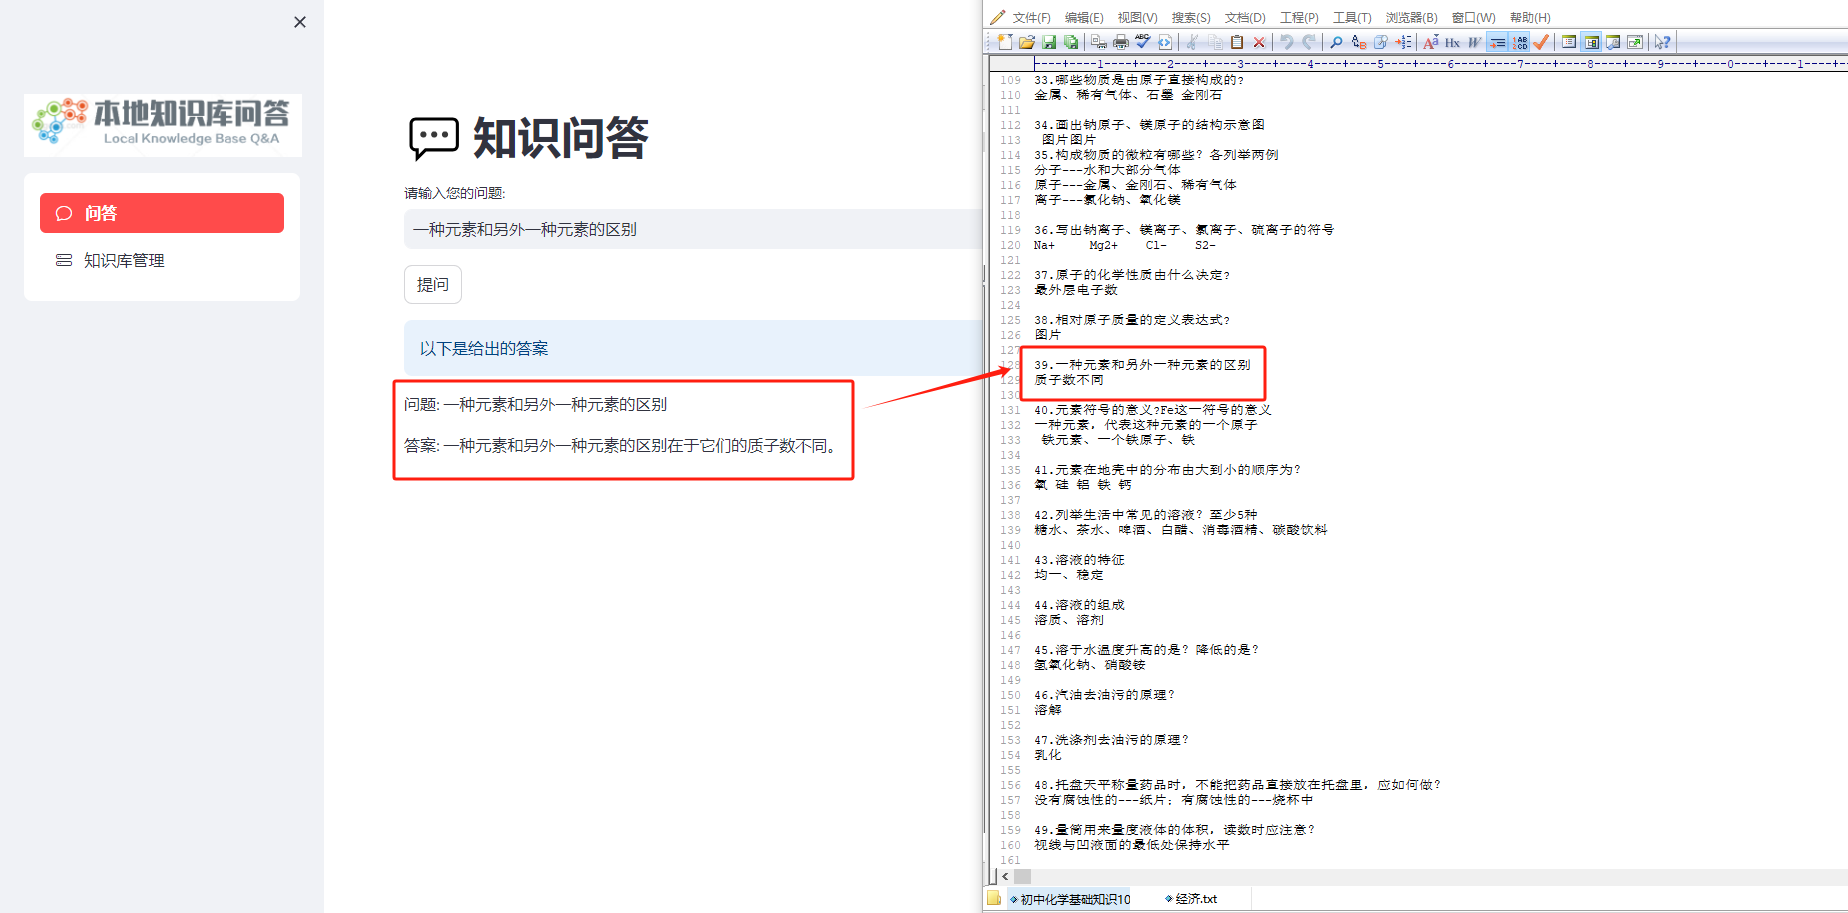 本地知识库问答
Local Knowledge Base Q&A
问答
知识库管理
知识问答
请输入您的问题:
一种元素和另外一种元素的区别
提问
以下是给出的答案
问题: 一种元素和另外一种元素的区别
答案: 一种元素和另外一种元素的区别在于它们的质子数不同。
文件(F) 编辑(E) 视图(V) 搜索(S) 文档(D) 工程(P) 工具(T) 浏览器(B) 窗口(W) 帮助(H)
----+----1----+----2----+----3----+----4----+----5----+----6----+----7----+----8----+----9----+----0----+----1----
109 33.哪些物质是由原子直接构成的?
110 金属、稀有气体、石墨 金刚石
111
112 34.画出钠原子、镁原子的结构示意图
113 图片图片
114 35.构成物质的微粒有哪些? 各列举两例
115 分子---水和大部分气体
116 原子---金属、金刚石、稀有气体
117 离子---氯化钠、氧化镁
118
119 36.写出钠离子、镁离子、氯离子、硫离子的符号
120 Na+ Mg2+ Cl- S2-
121
122 37.原子的化学性质由什么决定?
123 最外层电子数
124
125 38.相对原子质量的定义表达式?
126 图片
127
128 39.一种元素和另外一种元素的区别
129 质子数不同
130
131 40.元素符号的意义?Fe这一符号的意义
132 一种元素, 代表这种元素的一个原子
133 铁元素、一个铁原子、铁
134
135 41.元素在地壳中的分布由大到小的顺序为?
136 氧 硅 铝 铁 钙
137
138 42.列举生活中常见的溶液? 至少5种
139 糖水、茶水、啤酒、白醋、消毒酒精、碳酸饮料
140
141 43.溶液的特征
142 均一、稳定
143
144 44.溶液的组成
145 溶质、溶剂
146
147 45.溶于水温度升高的是? 降低的是?
148 氢氧化钠、硝酸铵
149
150 46.汽油去油污的原理?
151 溶解
152
153 47.洗涤剂去油污的原理?
154 乳化
155
156 48.托盘天平称量药品时, 不能把药品直接放在托盘里, 应如何做?
157 没有腐蚀性的---纸片; 有腐蚀性的---烧杯中
158
159 49.量筒用来量度液体的体积, 读数时应注意?
160 视线与凹液面的最低处保持水平
161
初中化学基础知识10
经济.txt